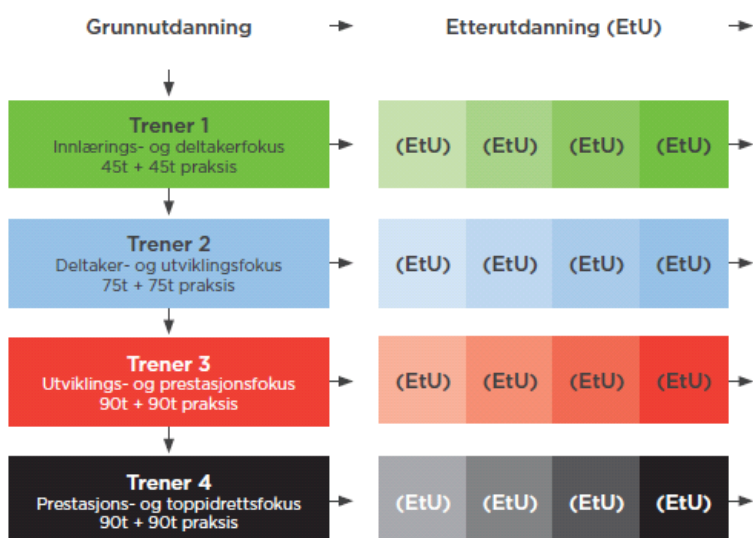 Grunnutdanning
Etterutdanning (EtU)
Trener 1
Innlærings- og deltakerfokus
45t + 45t praksis
(EtU) (EtU) (EtU) (EtU)
Trener 2
Deltaker- og utviklingsfokus
75t + 75t praksis
(EtU) (EtU) (EtU) (EtU)
Trener 3
Utviklings- og prestasjonsfokus
90t + 90t praksis
(EtU) (EtU) (EtU) (EtU)
Trener 4
Prestasjons- og toppidrettsfokus
90t + 90t praksis
(EtU) (EtU) (EtU) (EtU)